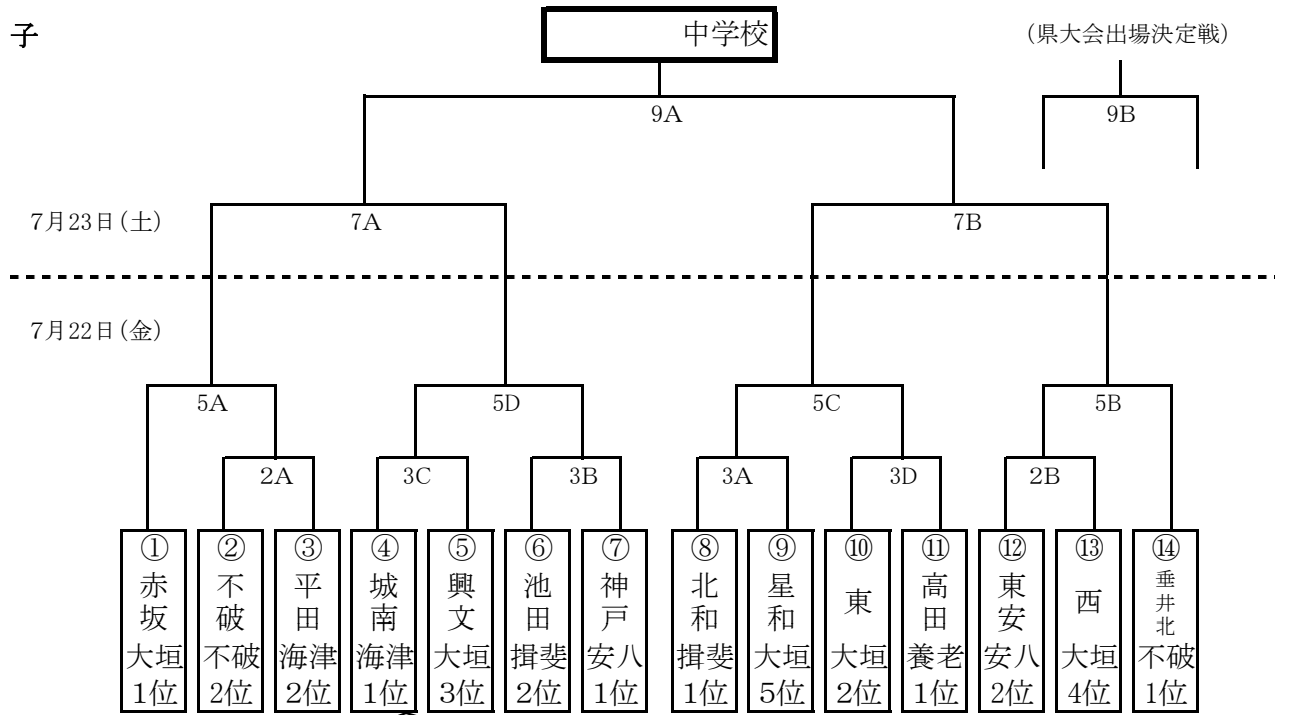 子
中学校
(県大会出場決定戦)
9A
9B
7月23日(土)
7A
7B
7月22日(金)
5A
5D
5C
5B
2A
3C
3B
3A
3D
2B
①
赤坂
大垣
1位
②
不破
不破
2位
③
平田
海津
2位
④
城南
海津
1位
⑤
興文
大垣
3位
⑥
池田
揖斐
2位
⑦
神戸
安八
1位
⑧
北和
揖斐
1位
⑨
星和
大垣
5位
⑩
東
大垣
2位
⑪
高田
養老
1位
⑫
東安
安八
2位
⑬
西
大垣
4位
⑭
垂井北
不破
1位